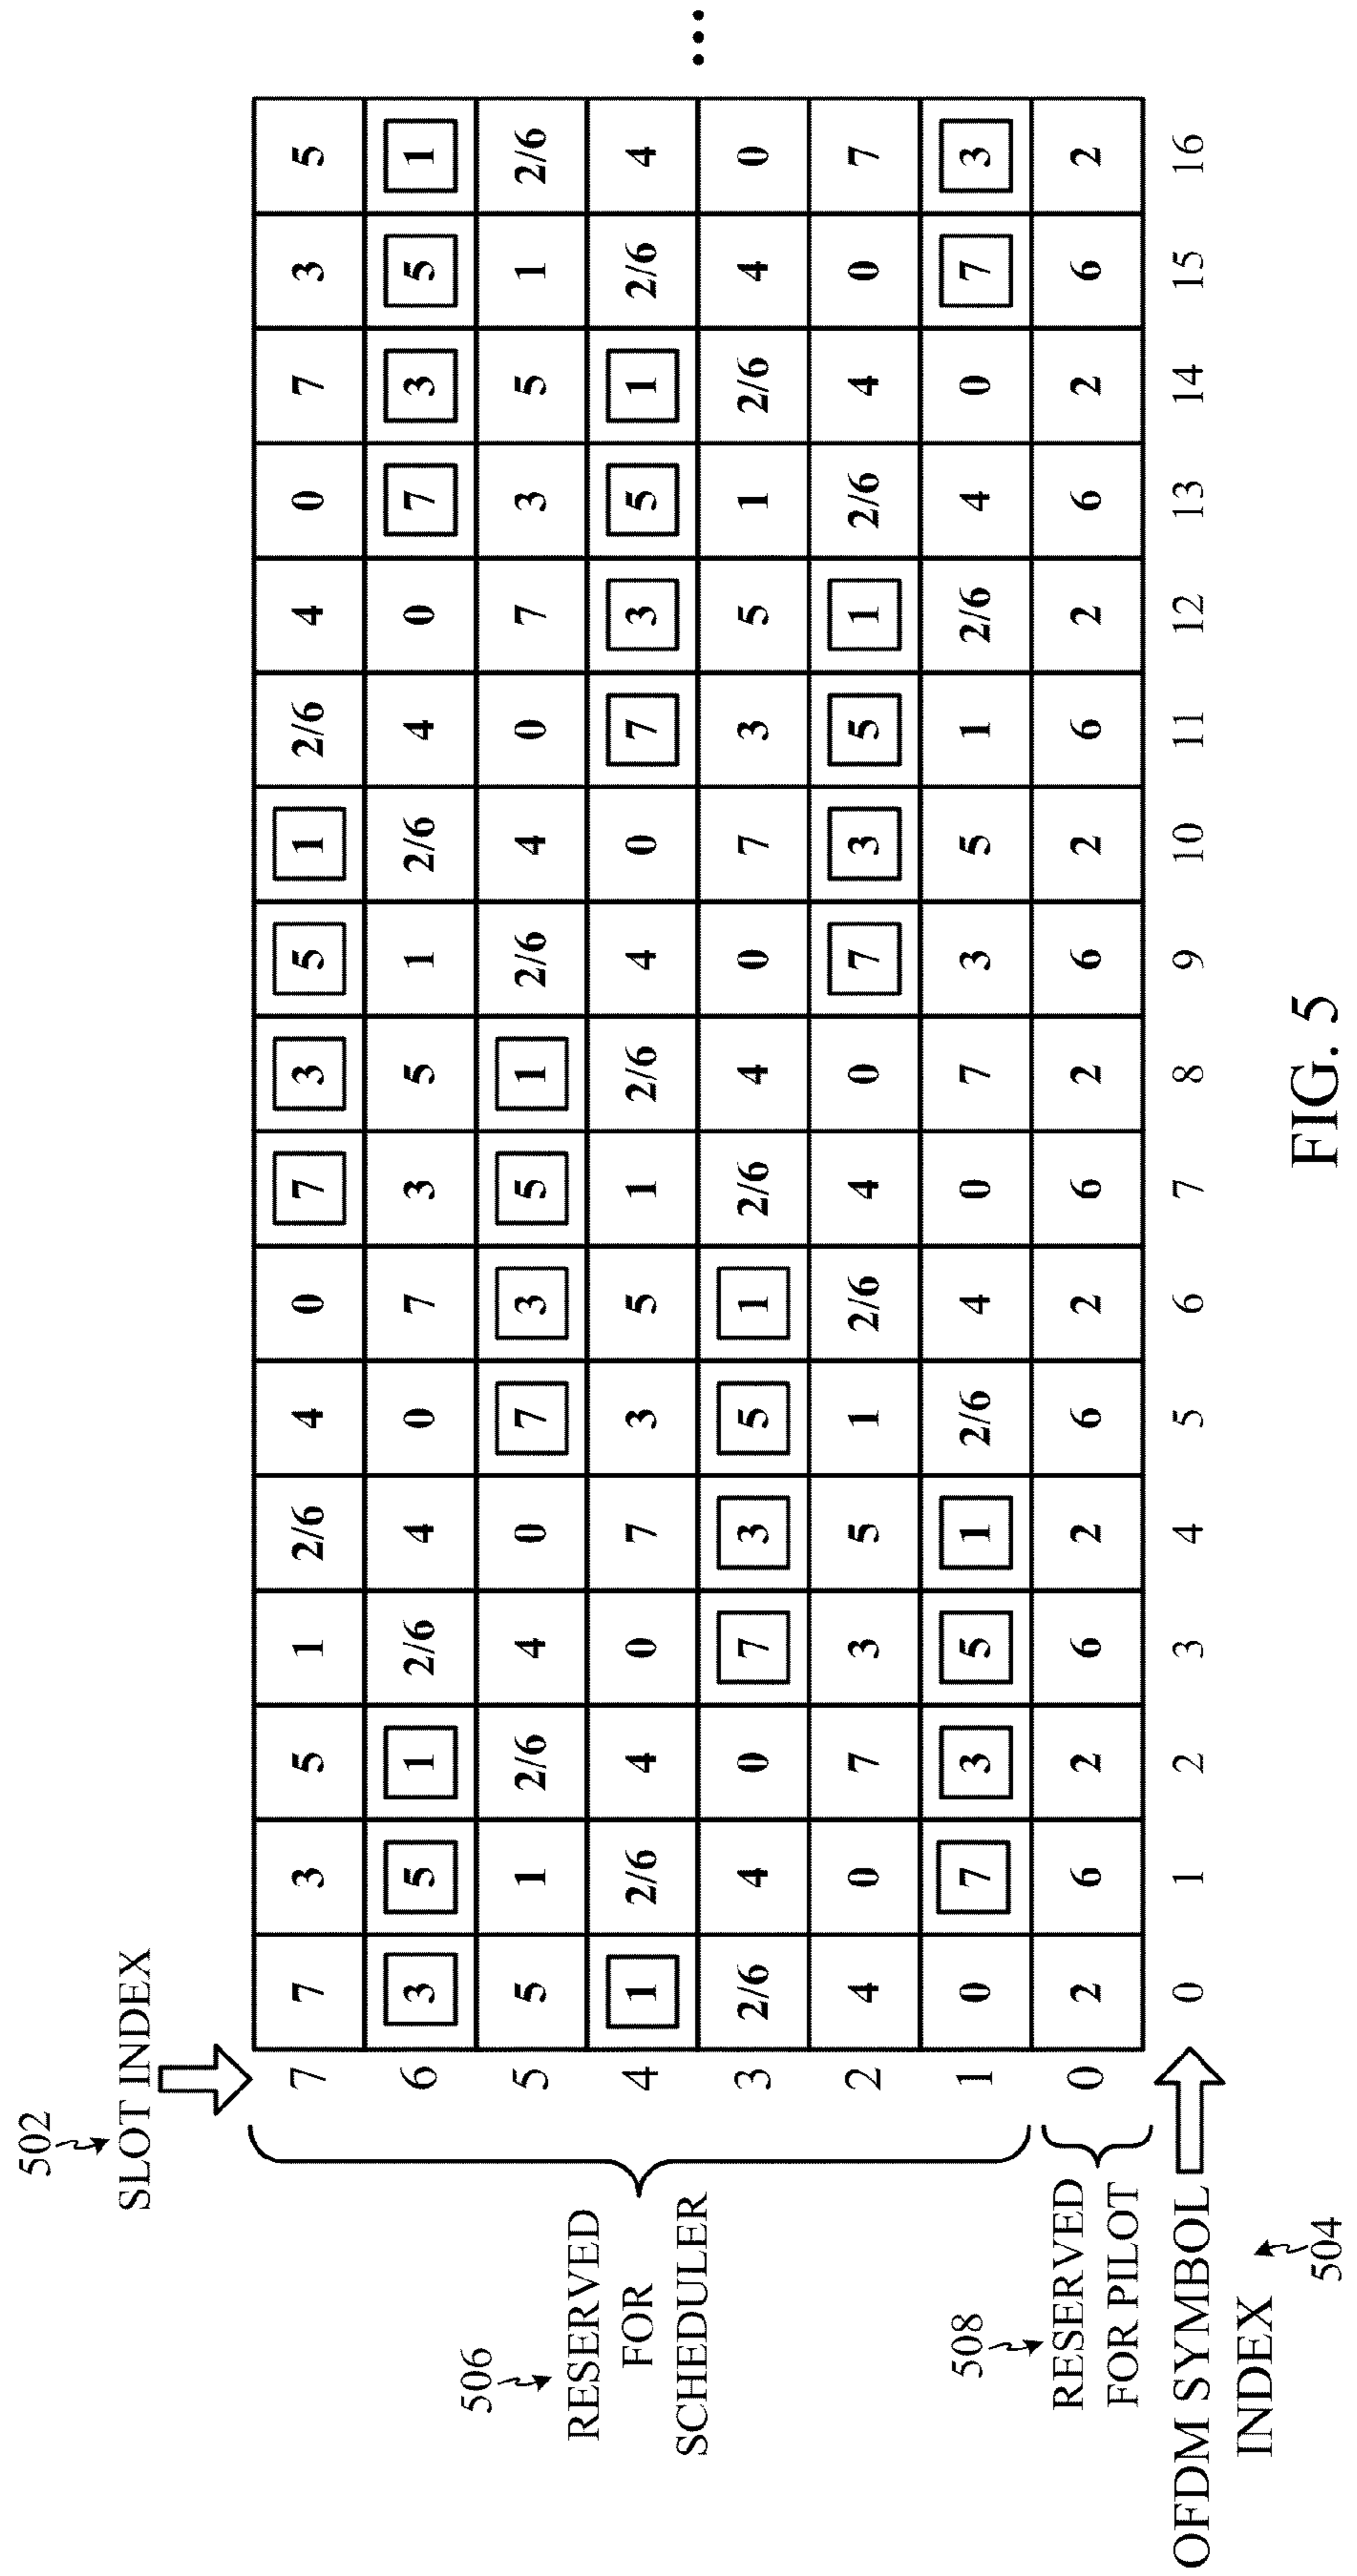 502
SLOT INDEX
7 7 3 5 1 2/6 4 0 7 3 5 1 2/6 4 0 7 3 5
6 3 5 1 2/6 4 0 7 3 5 1 2/6 4 0 7 3 5 1
5 5 1 2/6 4 0 7 3 5 1 2/6 4 0 7 3 5 1 2/6
4 1 2/6 4 0 7 3 5 1 2/6 4 0 7 3 5 1 2/6 4
3 2/6 4 0 7 3 5 1 2/6 4 0 7 3 5 1 2/6 4 0
2 4 0 7 3 5 1 2/6 4 0 7 3 5 1 2/6 4 0 7
1 0 7 3 5 1 2/6 4 0 7 3 5 1 2/6 4 0 7 3
0 2 6 2 6 2 6 2 6 2 6 2 6 2 6 2 6 2
0 1 2 3 4 5 6 7 8 9 10 11 12 13 14 15 16
...
506
RESERVED
FOR
SCHEDULER
508
RESERVED
FOR PILOT
OFDM SYMBOL
INDEX
504
FIG. 5